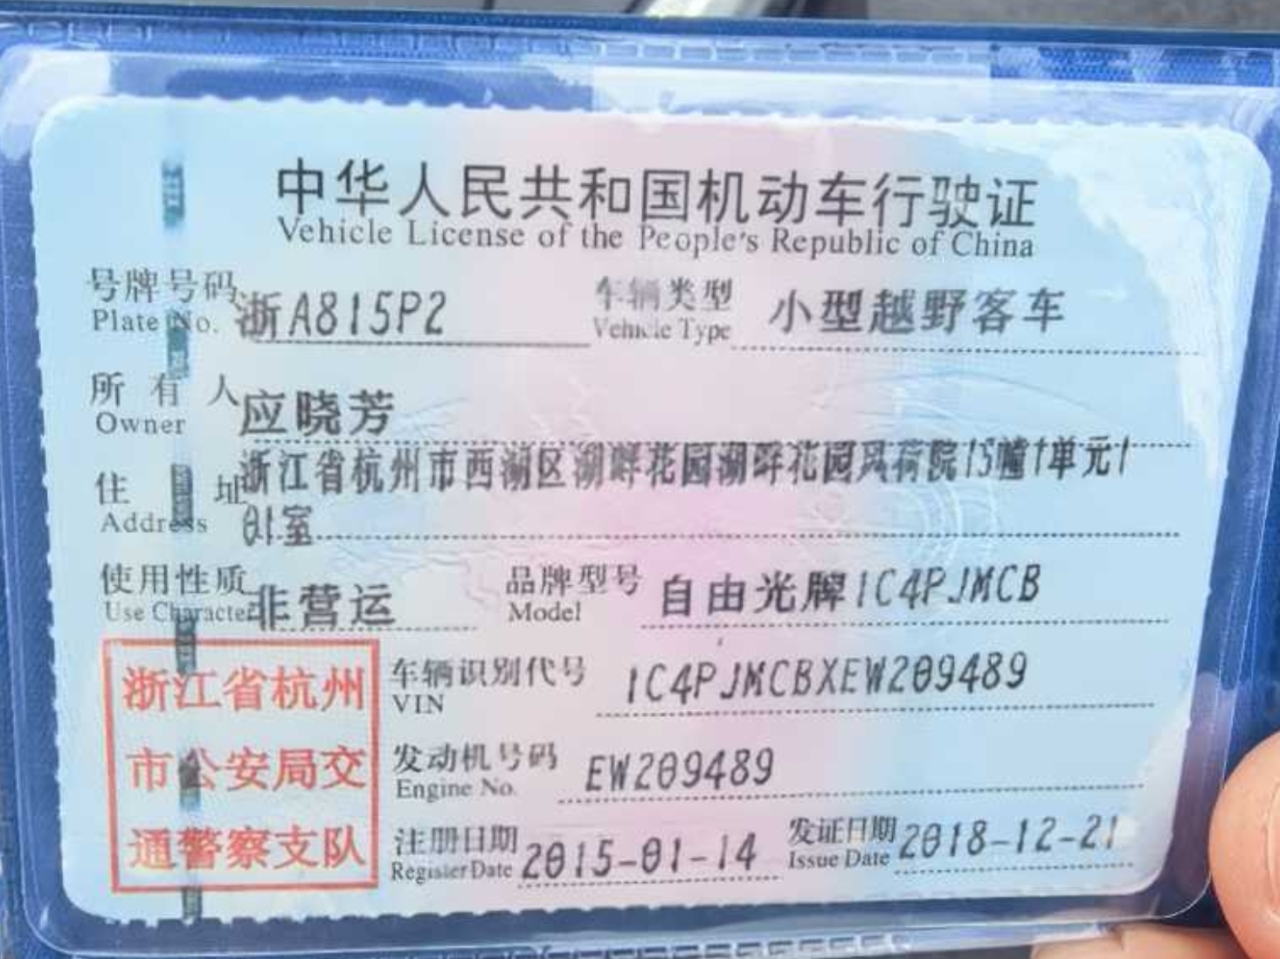 中华人民共和国机动车行驶证
Vehicle License of the People's Republic of China
号牌号码 浙A815P2 车辆类型 小型越野客车
Plate No. Vehicle Type
所有人 应晓芳
Owner
住址 浙江省杭州市西湖区湖畔花园湖畔花园风荷院15幢1单元1
Address 01室
使用性质 非营运 品牌型号 自由光牌1C4PJMCB
Use Character Model
浙江省杭州 车辆识别代号 1C4PJMCBXEW209489
VIN
市公安局交 发动机号码 EW209489
Engine No.
通警察支队 注册日期 2015-01-14 发证日期 2018-12-21
Register Date Issue Date